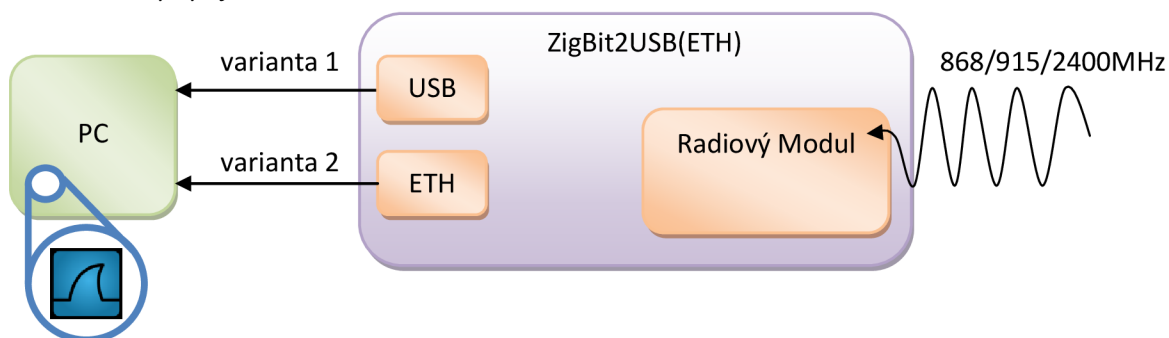 ZigBit2USB(ETH)
868/915/2400MHz
varianta 1
USB
PC
Radiový Modul
varianta 2
ETH